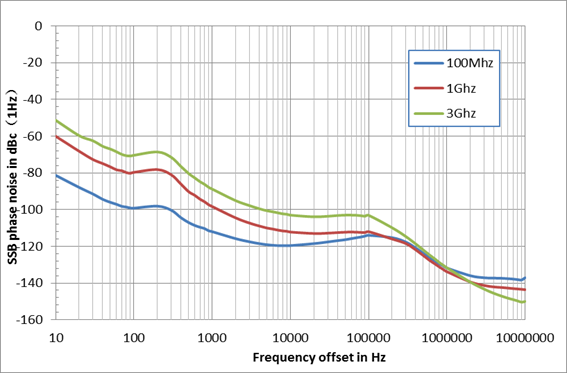 0
-20
-40
-60
-80
-100
-120
-140
-160
SSB phase noise in dBc（1Hz）
100Mhz
1Ghz
3Ghz
10 100 1000 10000 100000 1000000 10000000
Frequency offset in Hz